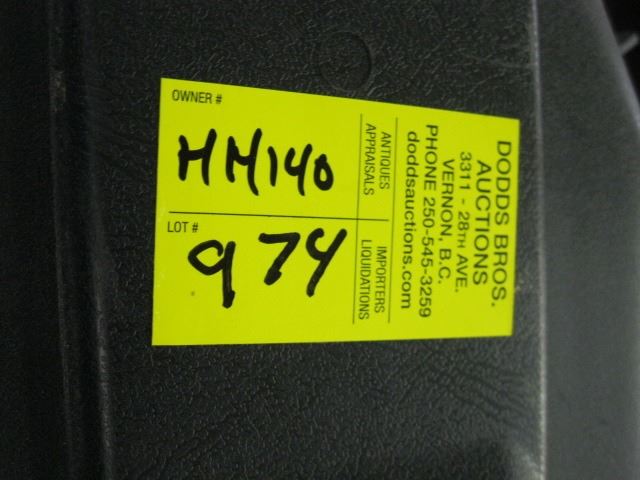 DODDS BROS.
AUCTIONS
3311 - 28TH AVE.
VERNON, B.C.
PHONE 250-545-3259
doddsauctions.com
ANTIQUES
APPRAISALS
IMPORTERS
LIQUIDATIONS
OWNER #
HH140
LOT #
974